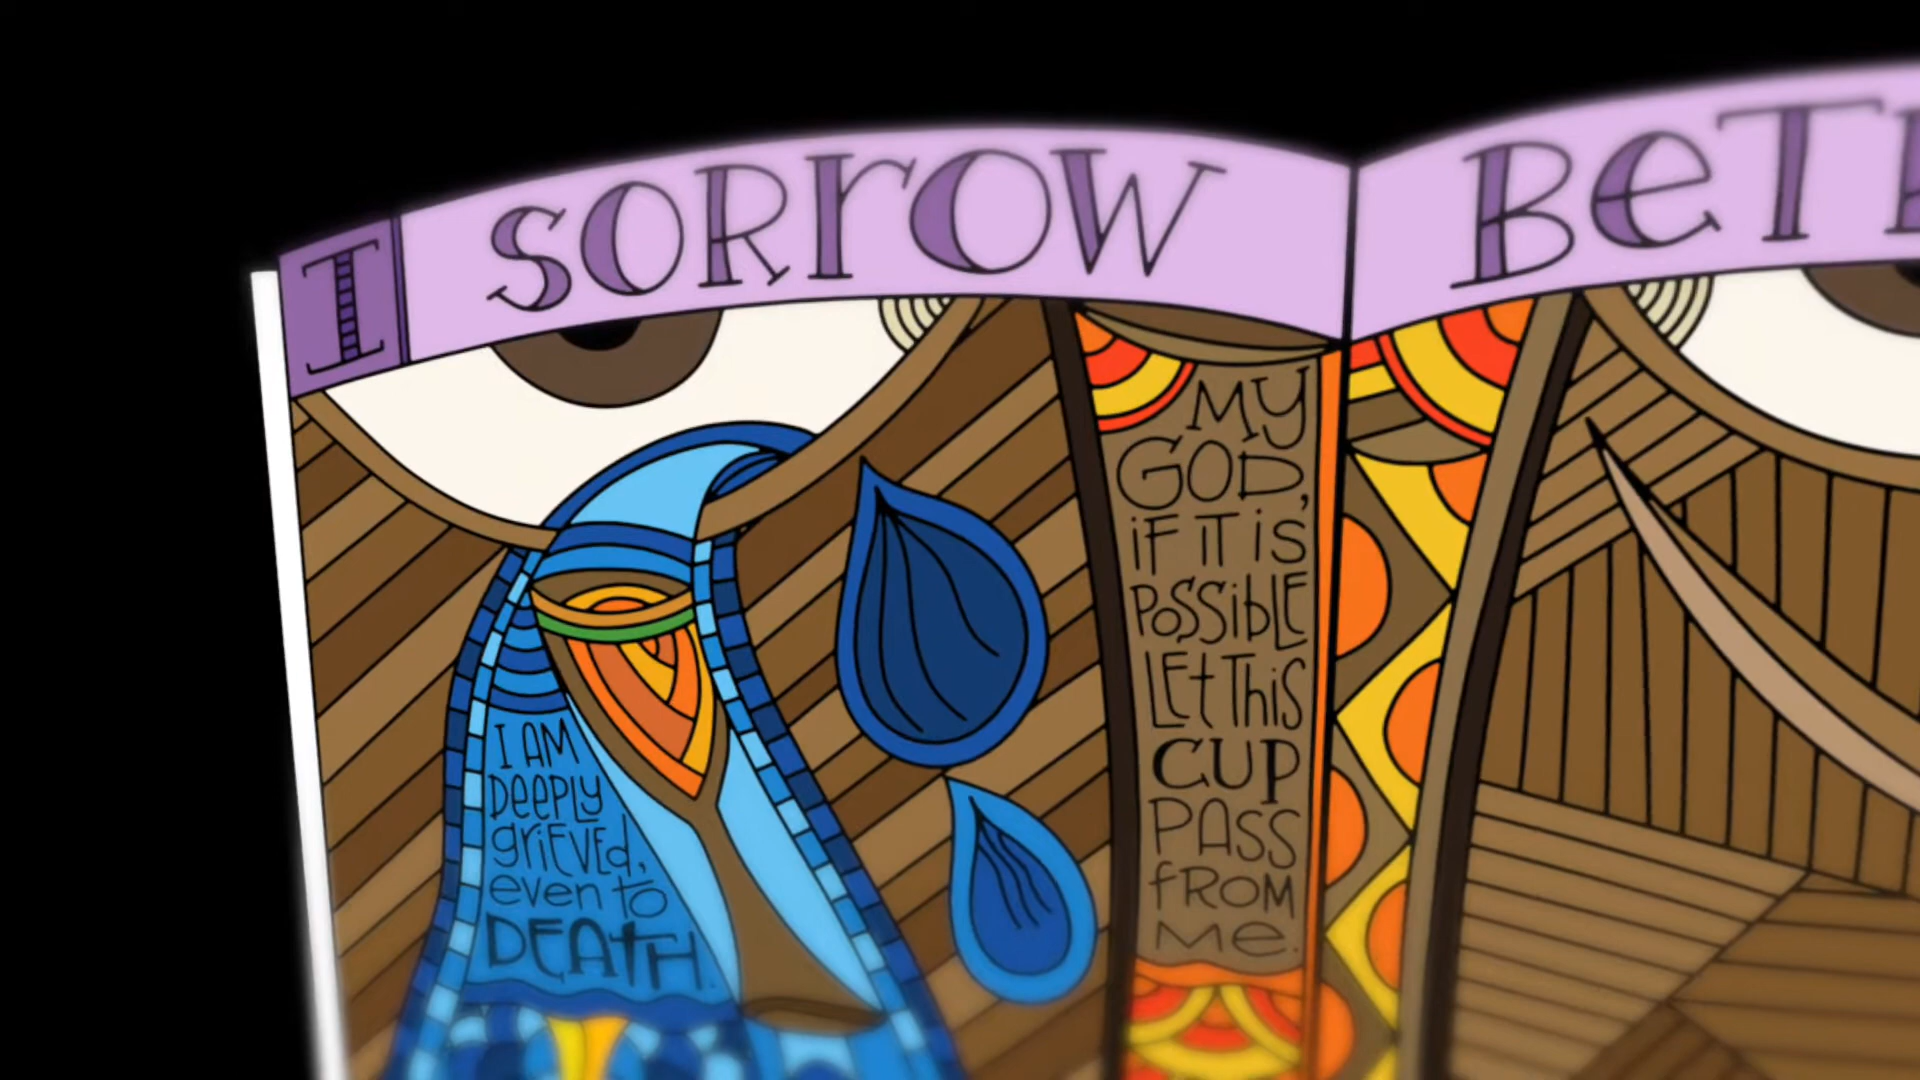 I SORROW
I AM
DEEPLY
GRIEVED,
even to
DEATH.
MY
GOD,
iF IT iS
POSSIbLE
LEt ThiS
CUP
PASS
fROM
Me.